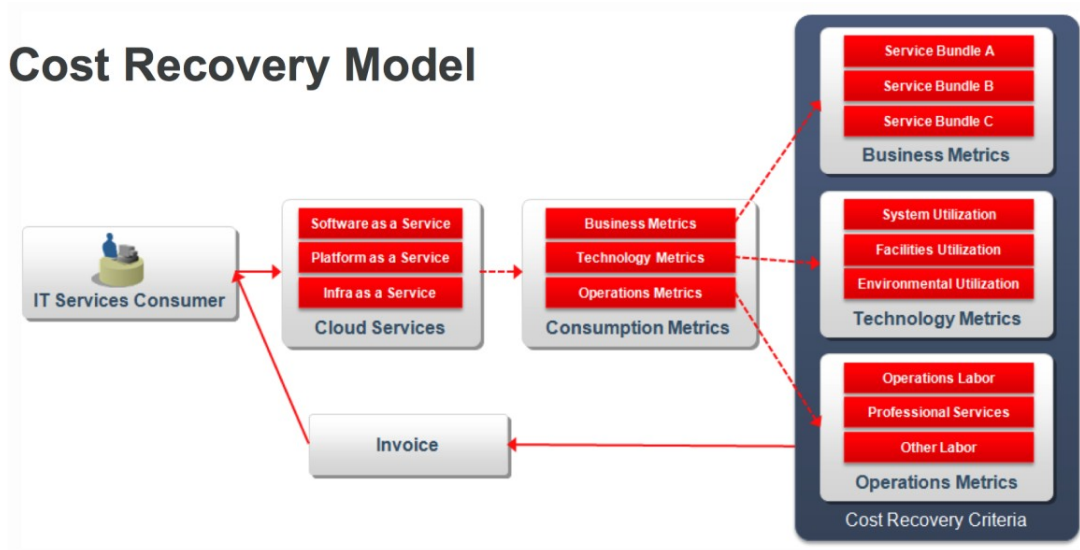 Cost Recovery Model
IT Services Consumer
Software as a Service
Platform as a Service
Infra as a Service
Cloud Services
Business Metrics
Technology Metrics
Operations Metrics
Consumption Metrics
Service Bundle A
Service Bundle B
Service Bundle C
Business Metrics
System Utilization
Facilities Utilization
Environmental Utilization
Technology Metrics
Operations Labor
Professional Services
Other Labor
Operations Metrics
Cost Recovery Criteria
Invoice